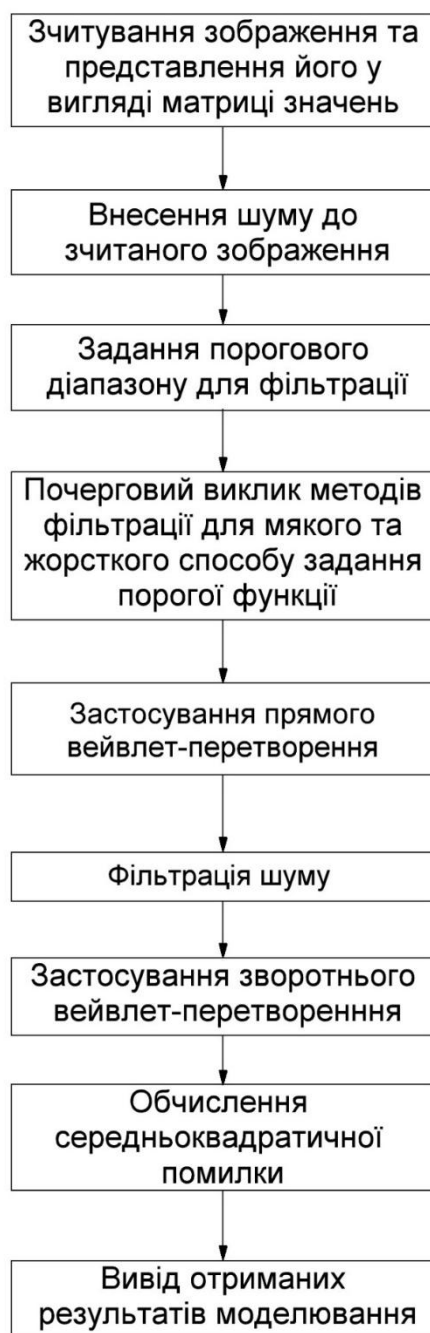 Зчитування зображення та
представлення його у
вигляді матриці значень
Внесення шуму до
зчитаного зображення
Задання порогового
діапазону для фільтрації
Почерговий виклик методів
фільтрації для мякого та
жорсткого способу задання
порогої функції
Застосування прямого
вейвлет-перетворення
Фільтрація шуму
Застосування зворотнього
вейвлет-перетворенння
Обчислення
середньоквадратичної
помилки
Вивід отриманих
результатів моделювання